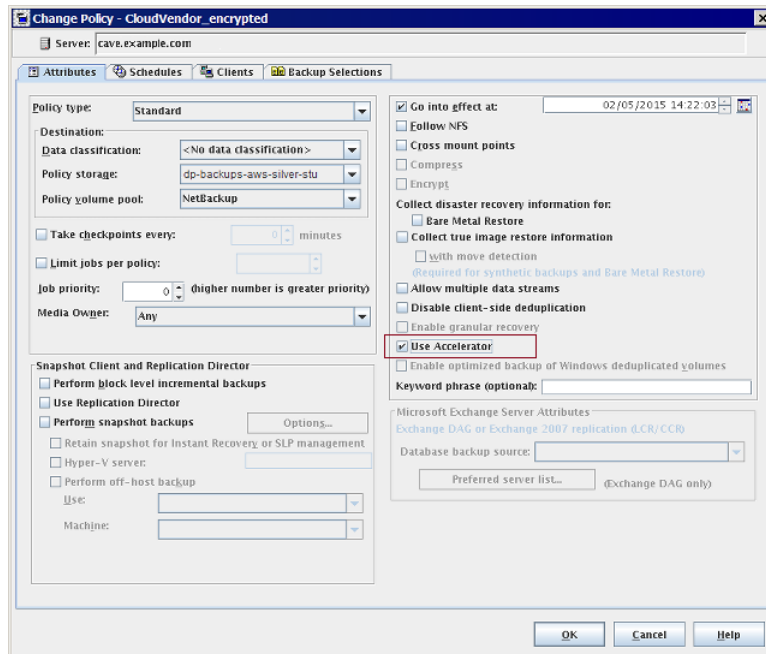 Change Policy - CloudVendor_encrypted
Server: cave.example.com
Attributes Schedules Clients Backup Selections
Policy type: Standard
Destination:
Data classification: <No data classification>
Policy storage: dp-backups-aws-silver-stu
Policy volume pool: NetBackup
Take checkpoints every: 0 minutes
Limit jobs per policy:
Job priority: 0 (higher number is greater priority)
Media Owner: Any
Snapshot Client and Replication Director
Perform block level incremental backups
Use Replication Director
Perform snapshot backups Options...
Retain snapshot for Instant Recovery or SLP management
Hyper-V server:
Perform off-host backup
Use:
Machine:
Go into effect at: 02/05/2015 14:22:03
Follow NFS
Cross mount points
Compress
Encrypt
Collect disaster recovery information for:
Bare Metal Restore
Collect true image restore information
with move detection
(Required for synthetic backups and Bare Metal Restore)
Allow multiple data streams
Disable client-side deduplication
Enable granular recovery
Use Accelerator
Enable optimized backup of Windows deduplicated volumes
Keyword phrase (optional):
Microsoft Exchange Server Attributes
Exchange DAG or Exchange 2007 replication (LCR/CCR)
Database backup source:
Preferred server list... (Exchange DAG only)
OK Cancel Help